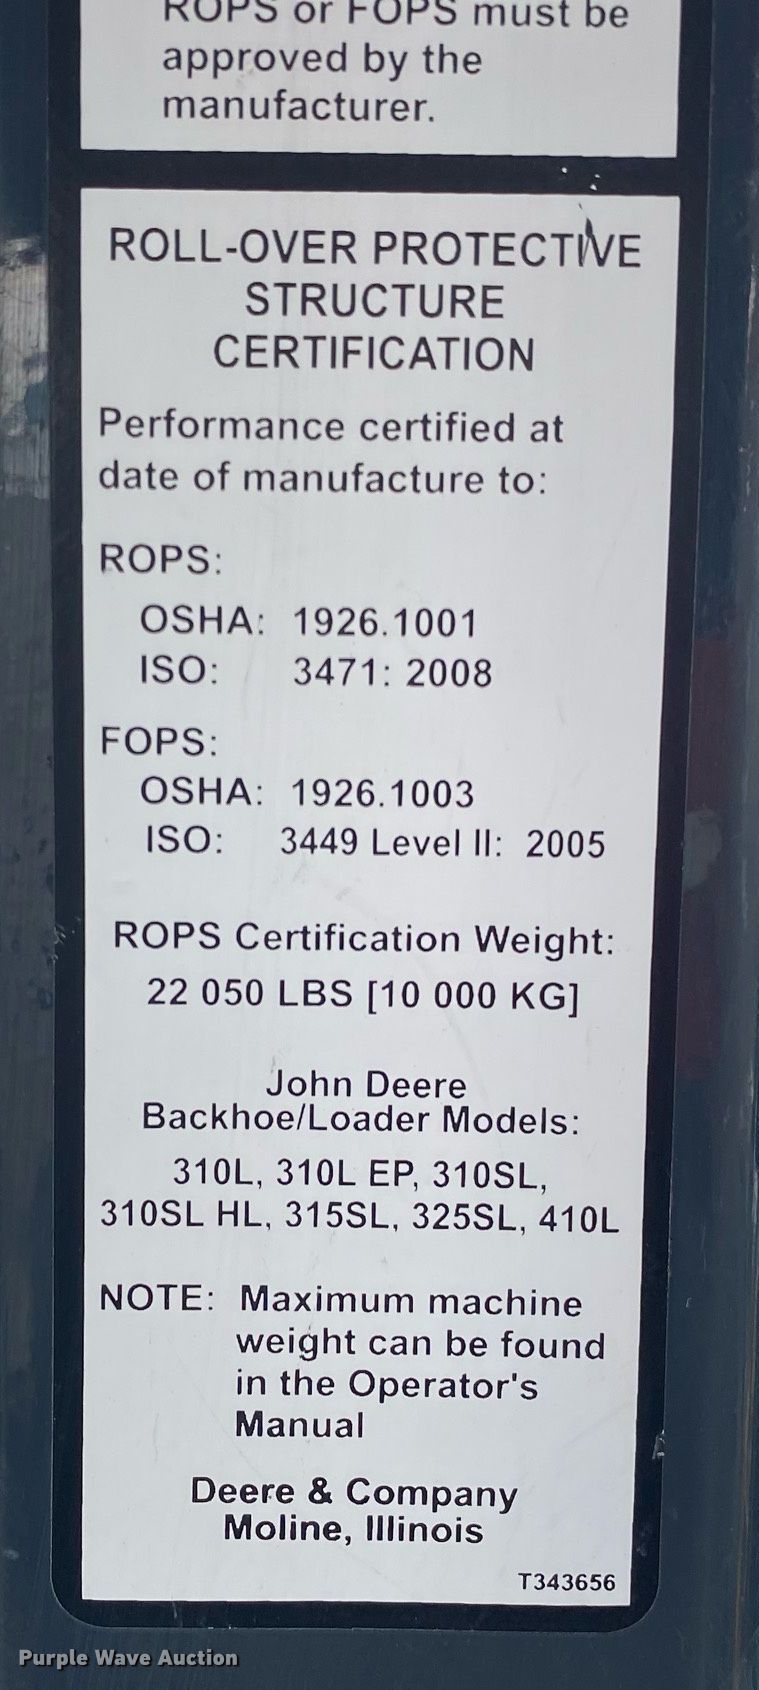 ROPS or FOPS must be
approved by the
manufacturer.
ROLL-OVER PROTECTIVE
STRUCTURE
CERTIFICATION
Performance certified at
date of manufacture to:
ROPS:
OSHA: 1926.1001
ISO: 3471: 2008
FOPS:
OSHA: 1926.1003
ISO: 3449 Level II: 2005
ROPS Certification Weight:
22 050 LBS [10 000 KG]
John Deere
Backhoe/Loader Models:
310L, 310L EP, 310SL,
310SL HL, 315SL, 325SL, 410L
NOTE: Maximum machine
weight can be found
in the Operator's
Manual
Deere & Company
Moline, Illinois
T343656
Purple Wave Auction